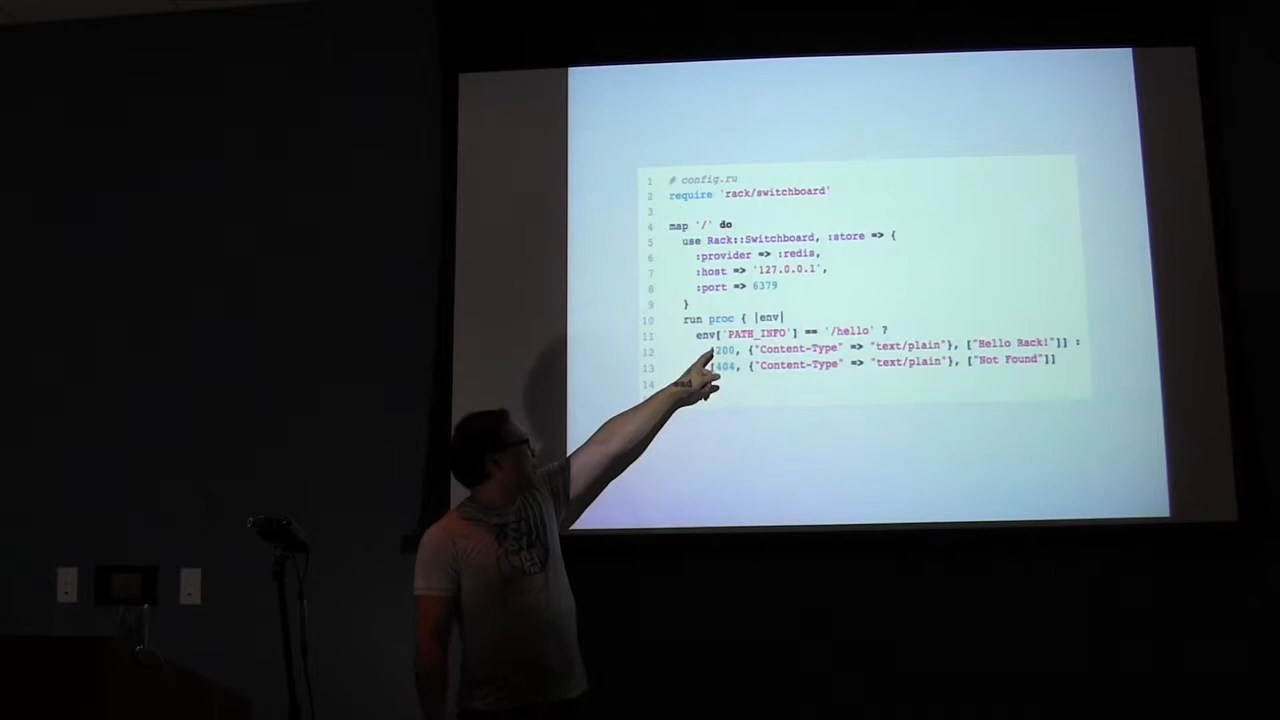 1 # config.ru
2 require 'rack/switchboard'
3
4 map '/' do
5 use Rack::Switchboard, :store => {
6 :provider => :redis,
7 :host => '127.0.0.1',
8 :port => 6379
9 }
10 run proc { |env|
11 env['PATH_INFO'] == '/hello' ?
12 200, {"Content-Type" => "text/plain"}, ["Hello Rack!"]] :
13 [404, {"Content-Type" => "text/plain"}, ["Not Found"]]
14 end